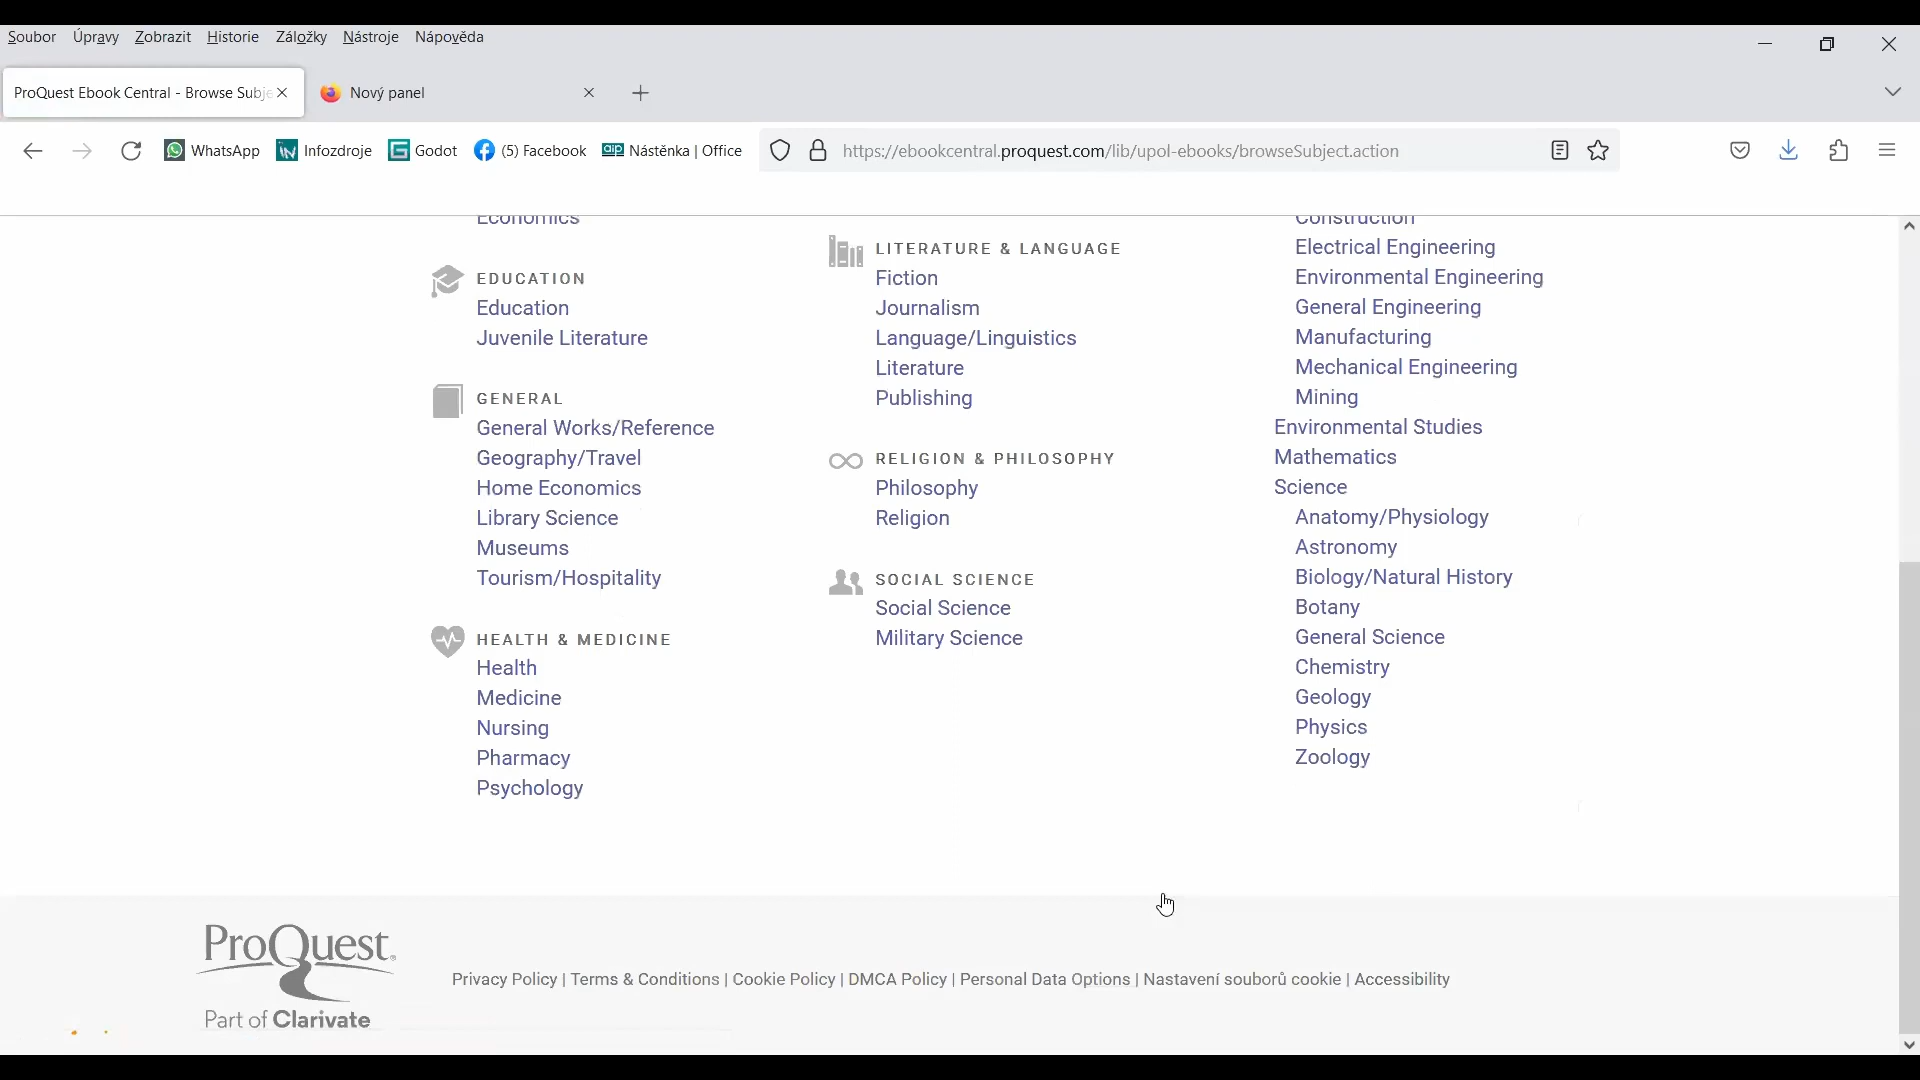 Soubor Úpravy Zobrazit Historie Záložky Nástroje Nápověda
ProQuest Ebook Central - Browse Subje
Nový panel
WhatsApp Infozdroje Godot (5) Facebook Nástěnka | Office
https://ebookcentral.proquest.com/lib/upol-ebooks/browseSubject.action
Economics
EDUCATION
Education
Juvenile Literature
GENERAL
General Works/Reference
Geography/Travel
Home Economics
Library Science
Museums
Tourism/Hospitality
HEALTH & MEDICINE
Health
Medicine
Nursing
Pharmacy
Psychology
LITERATURE & LANGUAGE
Fiction
Journalism
Language/Linguistics
Literature
Publishing
RELIGION & PHILOSOPHY
Philosophy
Religion
SOCIAL SCIENCE
Social Science
Military Science
Construction
Electrical Engineering
Environmental Engineering
General Engineering
Manufacturing
Mechanical Engineering
Mining
Environmental Studies
Mathematics
Science
Anatomy/Physiology
Astronomy
Biology/Natural History
Botany
General Science
Chemistry
Geology
Physics
Zoology
ProQuest
Part of Clarivate
Privacy Policy | Terms & Conditions | Cookie Policy | DMCA Policy | Personal Data Options | Nastavení souborů cookie | Accessibility